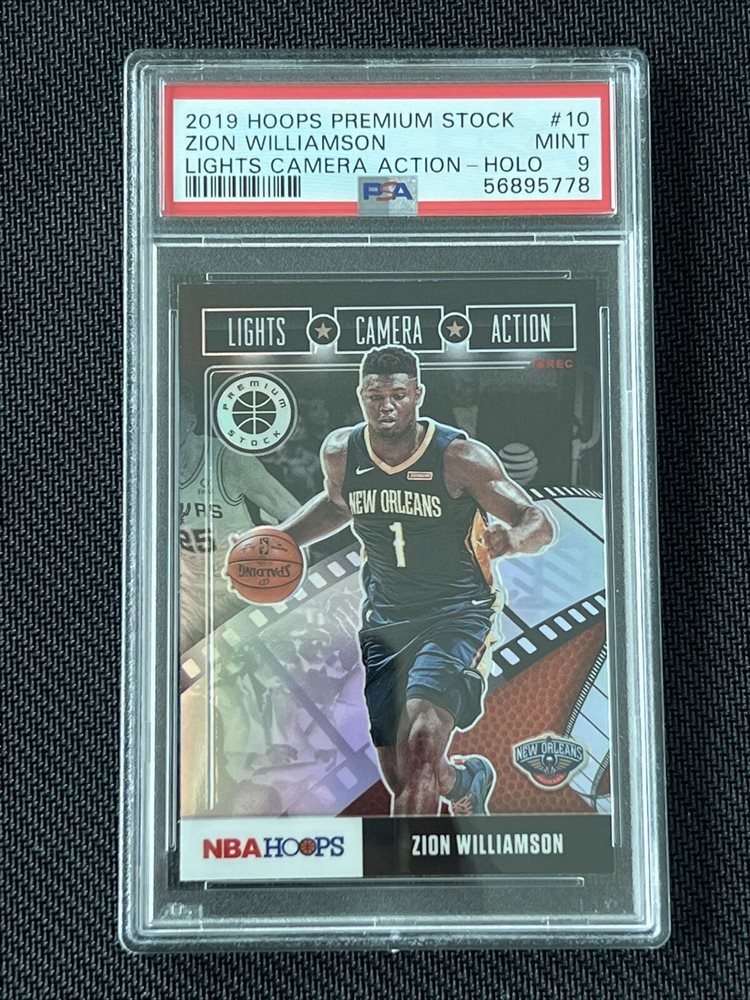 2019 HOOPS PREMIUM STOCK #10
ZION WILLIAMSON MINT
LIGHTS CAMERA ACTION - HOLO 9
PSA 56895778
LIGHTS ★ CAMERA ★ ACTION
REC
PREMIUM STOCK
NEW ORLEANS
1
25
SPALDING
NEW ORLEANS
NBA HOOPS
ZION WILLIAMSON